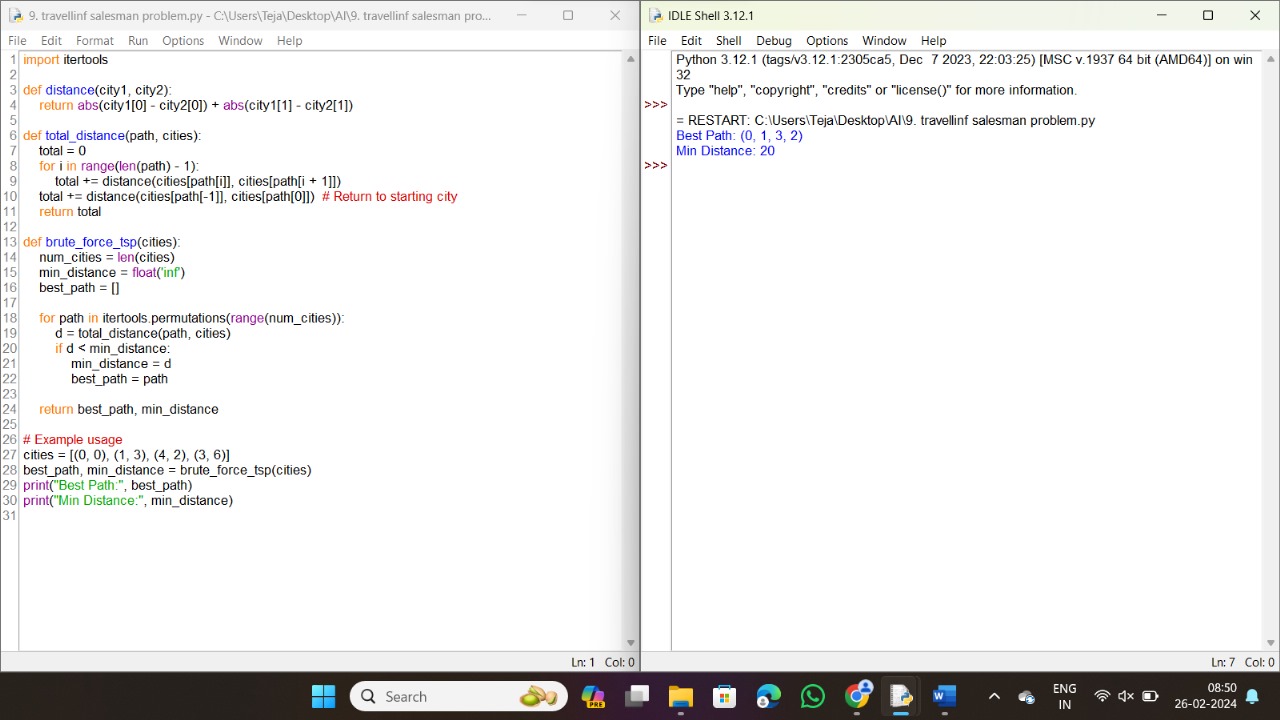 9. travellinf salesman problem.py - C:\Users\Teja\Desktop\AI\9. travellinf salesman pro...
File Edit Format Run Options Window Help
1 import itertools
2
3 def distance(city1, city2):
4     return abs(city1[0] - city2[0]) + abs(city1[1] - city2[1])
5
6 def total_distance(path, cities):
7     total = 0
8     for i in range(len(path) - 1):
9         total += distance(cities[path[i]], cities[path[i + 1]])
10     total += distance(cities[path[-1]], cities[path[0]])  # Return to starting city
11     return total
12
13 def brute_force_tsp(cities):
14     num_cities = len(cities)
15     min_distance = float('inf')
16     best_path = []
17
18     for path in itertools.permutations(range(num_cities)):
19         d = total_distance(path, cities)
20         if d < min_distance:
21             min_distance = d
22             best_path = path
23
24     return best_path, min_distance
25
26 # Example usage
27 cities = [(0, 0), (1, 3), (4, 2), (3, 6)]
28 best_path, min_distance = brute_force_tsp(cities)
29 print("Best Path:", best_path)
30 print("Min Distance:", min_distance)
31
Ln: 1 Col: 0
IDLE Shell 3.12.1
File Edit Shell Debug Options Window Help
Python 3.12.1 (tags/v3.12.1:2305ca5, Dec  7 2023, 22:03:25) [MSC v.1937 64 bit (AMD64)] on win
32
Type "help", "copyright", "credits" or "license()" for more information.
>>>
= RESTART: C:\Users\Teja\Desktop\AI\9. travellinf salesman problem.py
Best Path: (0, 1, 3, 2)
Min Distance: 20
>>>
Ln: 7 Col: 0
Search
PRE
W
ENG
IN
08:50
26-02-2024